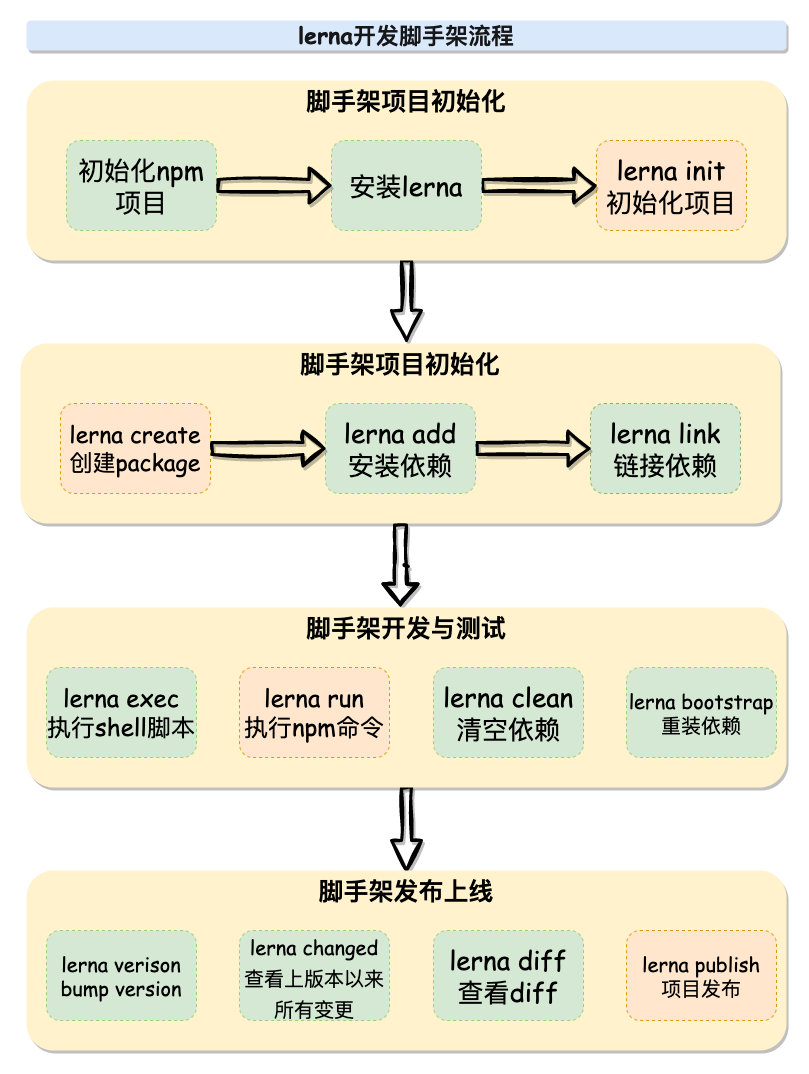 lerna开发脚手架流程
脚手架项目初始化
初始化npm
项目
安装lerna
lerna init
初始化项目
脚手架项目初始化
lerna create
创建package
lerna add
安装依赖
lerna link
链接依赖
脚手架开发与测试
lerna exec
执行shell脚本
lerna run
执行npm命令
lerna clean
清空依赖
lerna bootstrap
重装依赖
脚手架发布上线
lerna verison
bump version
lerna changed
查看上版本以来
所有变更
lerna diff
查看diff
lerna publish
项目发布